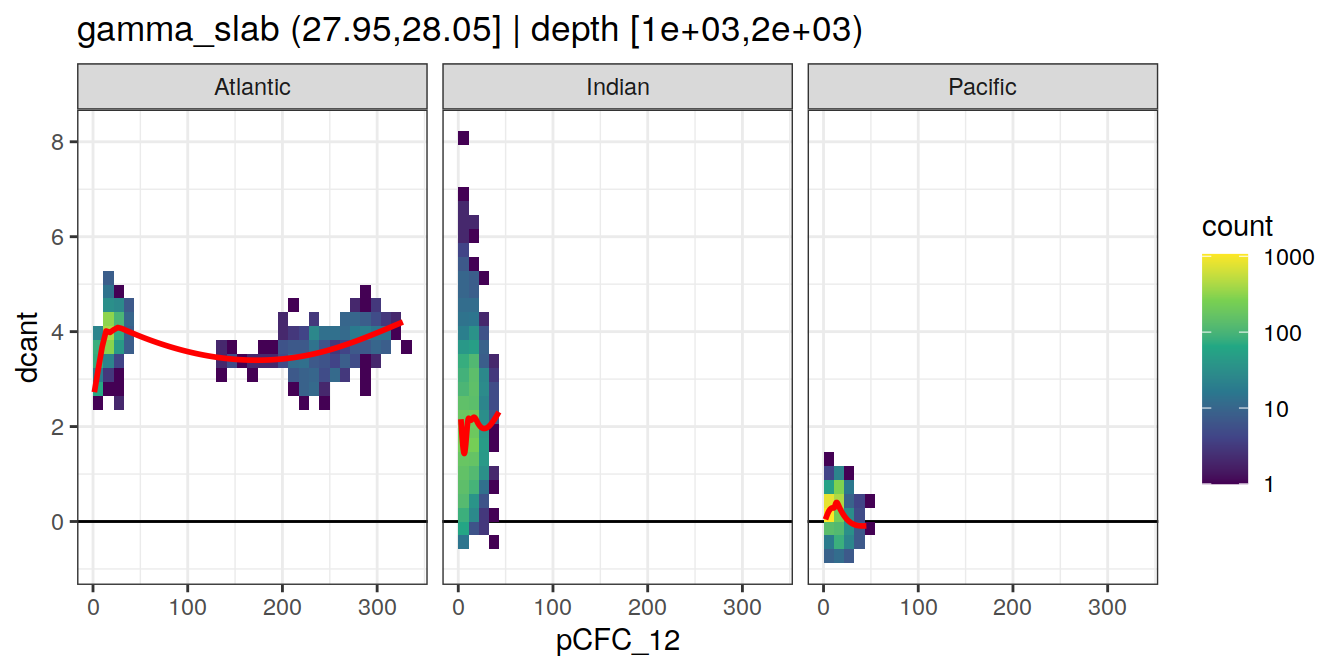 gamma_slab (27.95,28.05] | depth [1e+03,2e+03)
Atlantic Indian Pacific
dcant
8
6
4
2
0
0 100 200 300 0 100 200 300 0 100 200 300
pCFC_12
count
1000
100
10
1